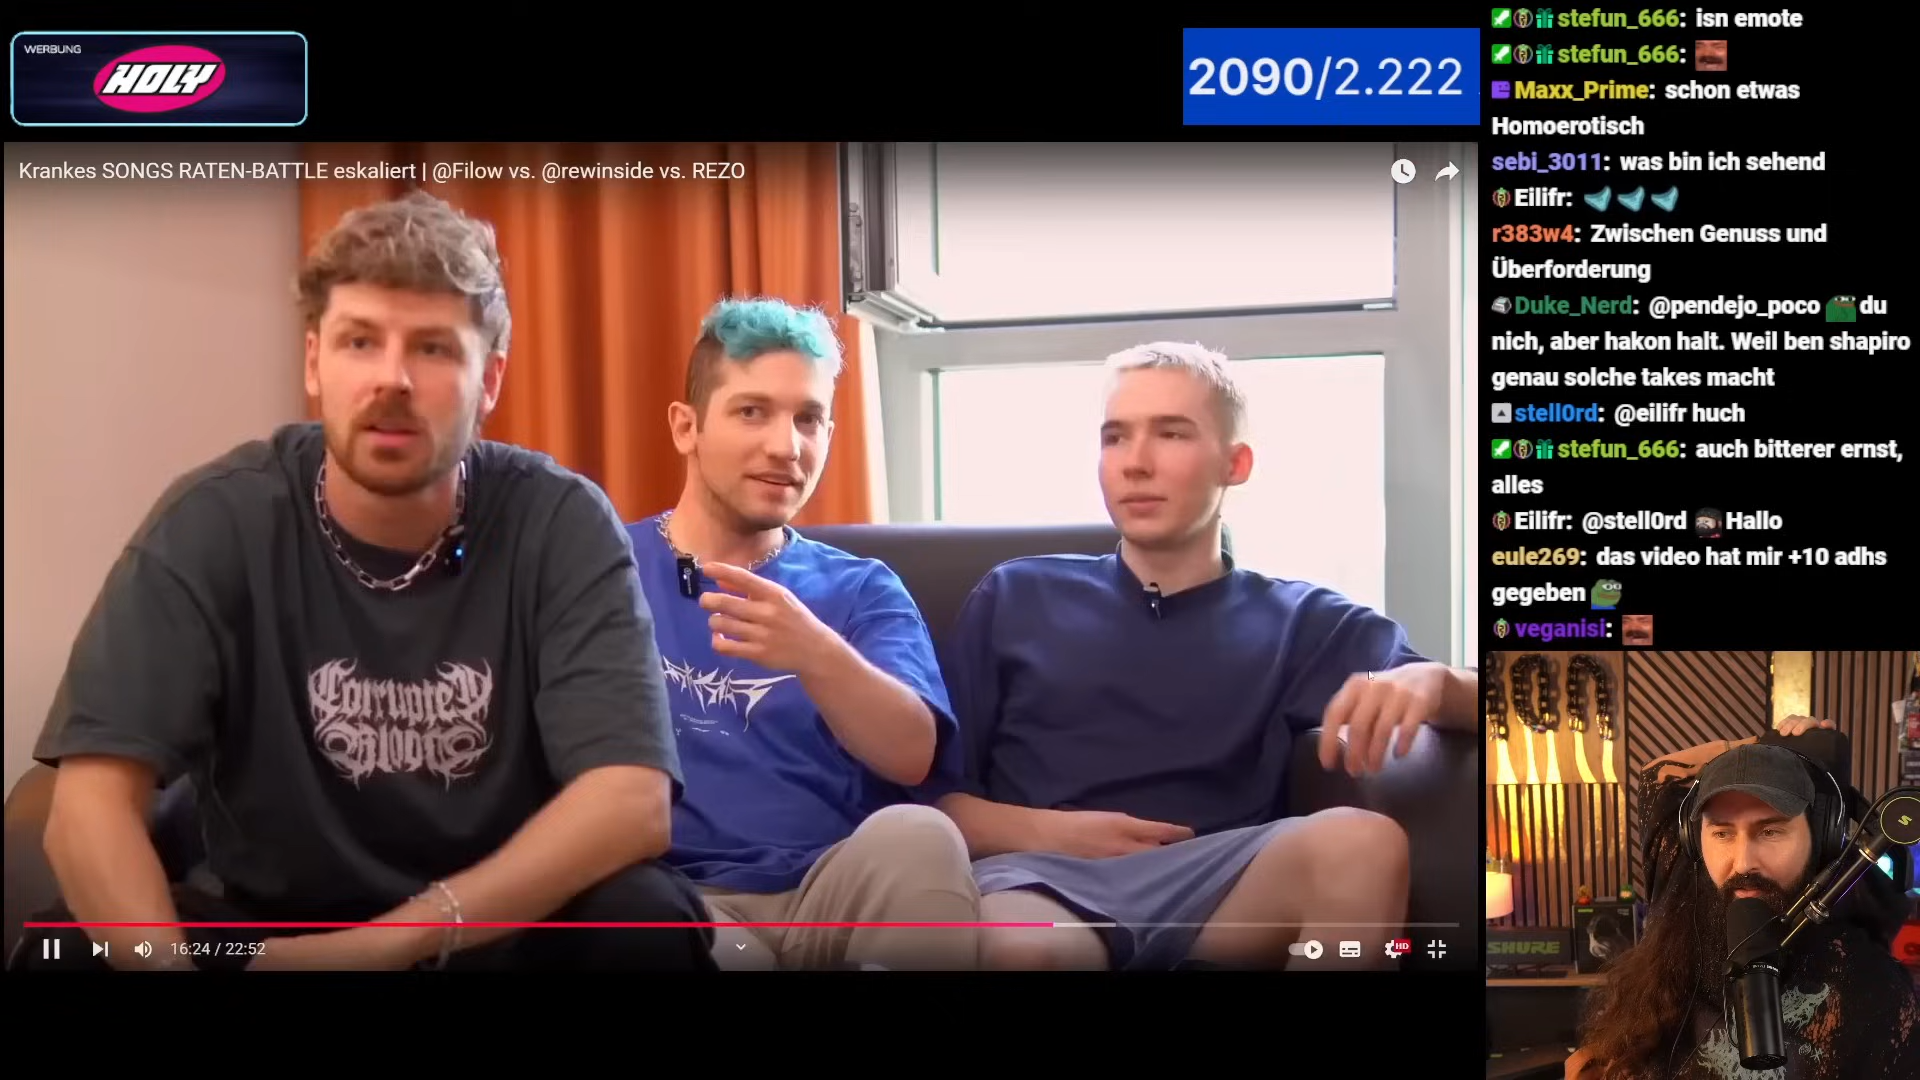 WERBUNG
HOLY
2090/2.222
Krankes SONGS RATEN-BATTLE eskaliert | @Filow vs. @rewinside vs. REZO
CORRUPTED
BLOOD
16:24 / 22:52
HD
stefun_666: isn emote
stefun_666:
Maxx_Prime: schon etwas
Homoerotisch
sebi_3011: was bin ich sehend
Eilifr:
r383w4: Zwischen Genuss und
Überforderung
Duke_Nerd: @pendejo_poco du
nich, aber hakon halt. Weil ben shapiro
genau solche takes macht
stell0rd: @eilifr huch
stefun_666: auch bitterer ernst,
alles
Eilifr: @stell0rd Hallo
eule269: das video hat mir +10 adhs
gegeben
veganisi:
SHURE